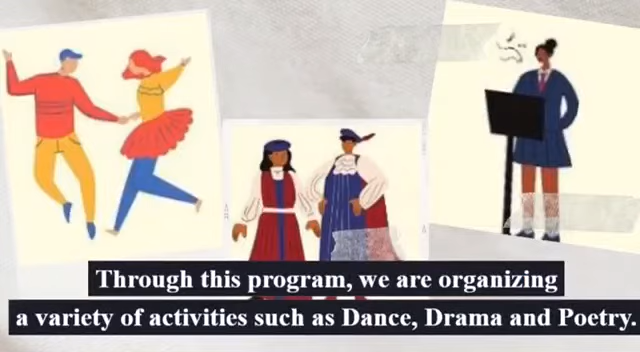 Through this program, we are organizing
a variety of activities such as Dance, Drama and Poetry.